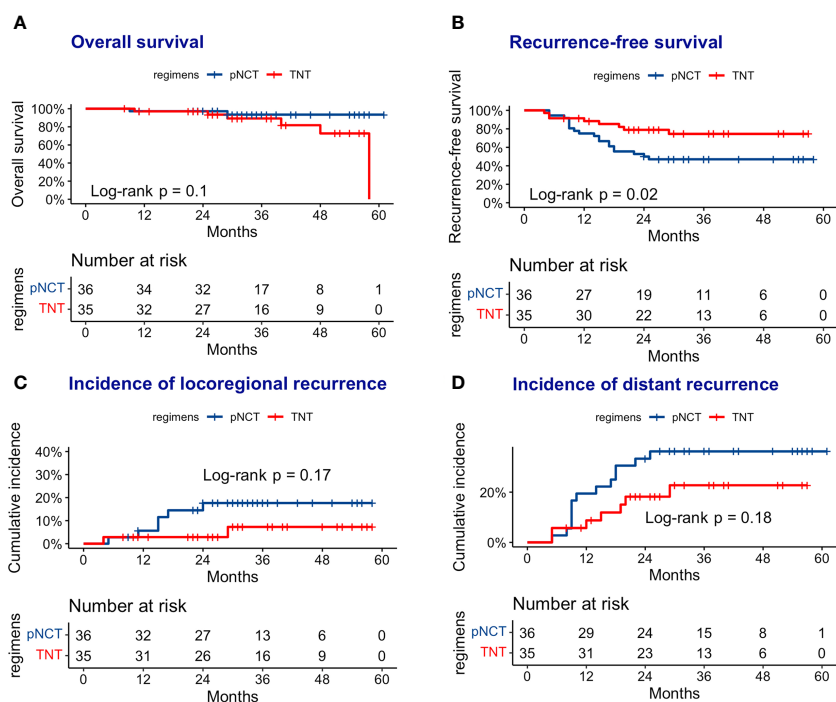 A
Overall survival
regimens pNCT TNT
Overall survival
100%
80%
60%
40%
20%
0%
Log-rank p = 0.1
0 12 24 36 48 60
Months
Number at risk
regimens
pNCT 36 34 32 17 8 1
TNT 35 32 27 16 9 0
0 12 24 36 48 60
Months
B
Recurrence-free survival
regimens pNCT TNT
Recurrence-free survival
100%
80%
60%
40%
20%
0%
Log-rank p = 0.02
0 12 24 36 48 60
Months
Number at risk
regimens
pNCT 36 27 19 11 6 0
TNT 35 30 22 13 6 0
0 12 24 36 48 60
Months
C
Incidence of locoregional recurrence
regimens pNCT TNT
Cumulative incidence
40%
30%
20%
10%
0%
Log-rank p = 0.17
0 12 24 36 48 60
Months
Number at risk
regimens
pNCT 36 32 27 13 6 0
TNT 35 31 26 16 9 0
0 12 24 36 48 60
Months
D
Incidence of distant recurrence
regimens pNCT TNT
Cumulative incidence
20%
0%
Log-rank p = 0.18
0 12 24 36 48 60
Months
Number at risk
regimens
pNCT 36 29 24 15 8 1
TNT 35 31 23 13 6 0
0 12 24 36 48 60
Months